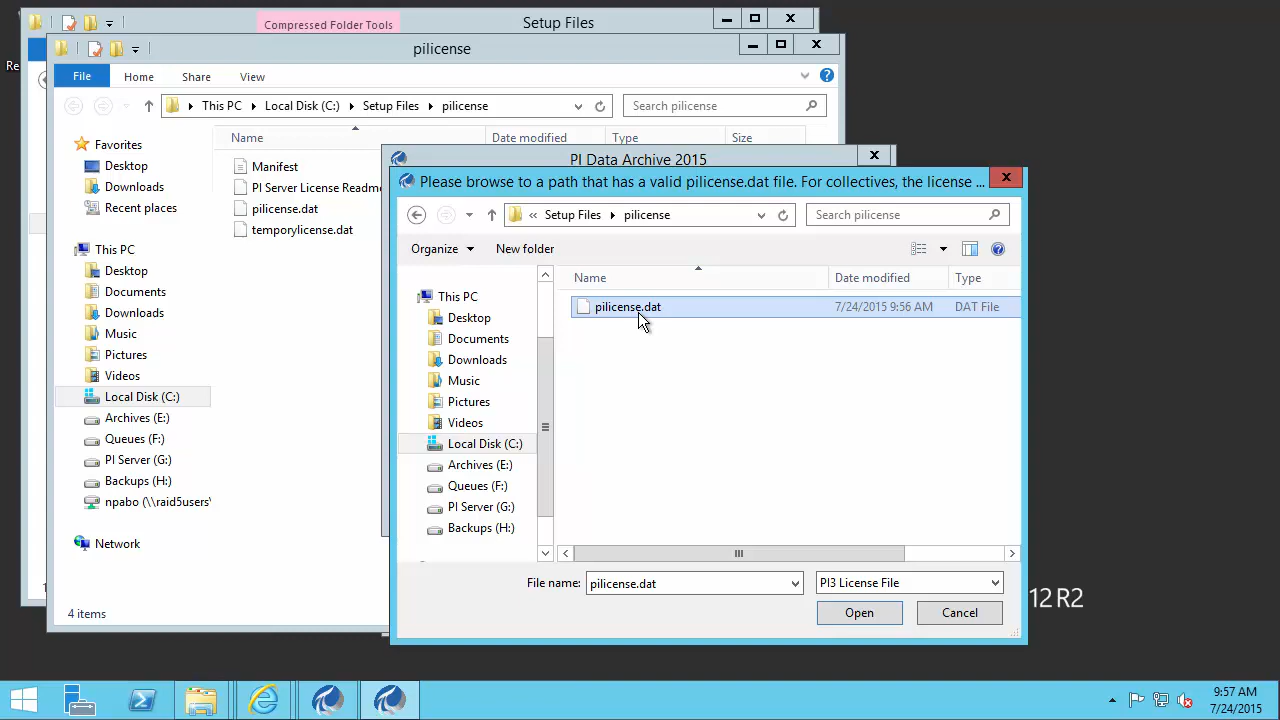 Compressed Folder Tools
Setup Files
pilicense
File
Home
Share
View
This PC
Local Disk (C:)
Setup Files
pilicense
Search pilicense
Favorites
Desktop
Downloads
Recent places
This PC
Desktop
Documents
Downloads
Music
Pictures
Videos
Local Disk (C:)
Archives (E:)
Queues (F:)
PI Server (G:)
Backups (H:)
npabo (\\raid5users\
Network
Name
Date modified
Type
Size
Manifest
PI Server License Readme
pilicense.dat
temporylicense.dat
4 items
PI Data Archive 2015
Please browse to a path that has a valid pilicense.dat file. For collectives, the license ...
Setup Files
pilicense
Search pilicense
Organize
New folder
This PC
Desktop
Documents
Downloads
Music
Pictures
Videos
Local Disk (C:)
Archives (E:)
Queues (F:)
PI Server (G:)
Backups (H:)
Name
Date modified
Type
pilicense.dat
7/24/2015 9:56 AM
DAT File
File name:
pilicense.dat
PI3 License File
Open
Cancel
12 R2
9:57 AM
7/24/2015